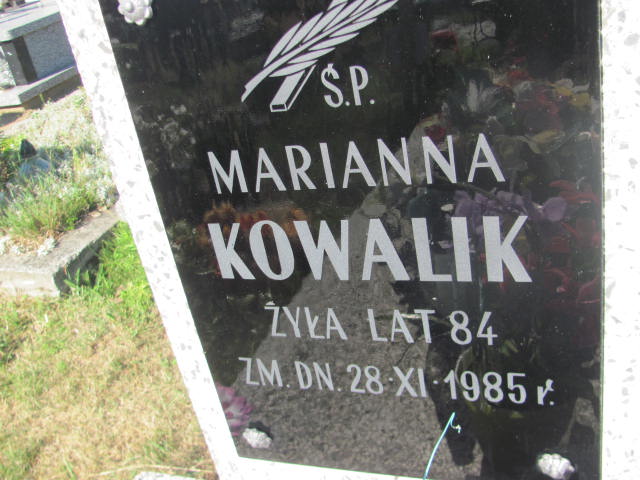 Ś.P.
MARIANNA
KOWALIK
ŻYŁA LAT 84
ZM. DN. 28·XI·1985 r.